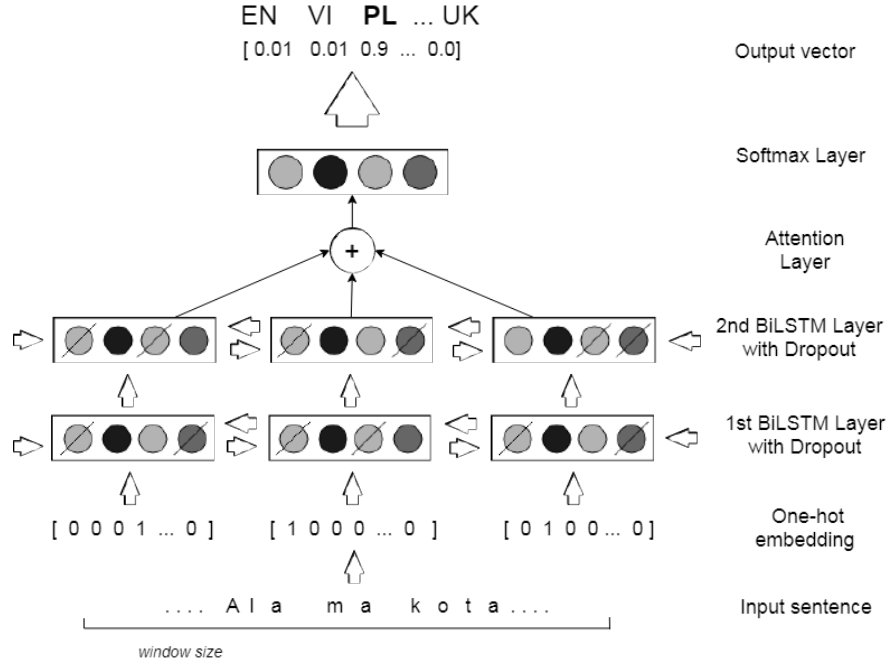 EN VI PL ... UK
[ 0.01 0.01 0.9 ... 0.0]
Output vector
Softmax Layer
+
Attention
Layer
2nd BiLSTM Layer
with Dropout
1st BiLSTM Layer
with Dropout
[ 0 0 0 1 ... 0 ] [ 1 0 0 0 ... 0 ] [ 0 1 0 0 ... 0 ]
One-hot
embedding
.... A l a m a k o t a ....
Input sentence
window size